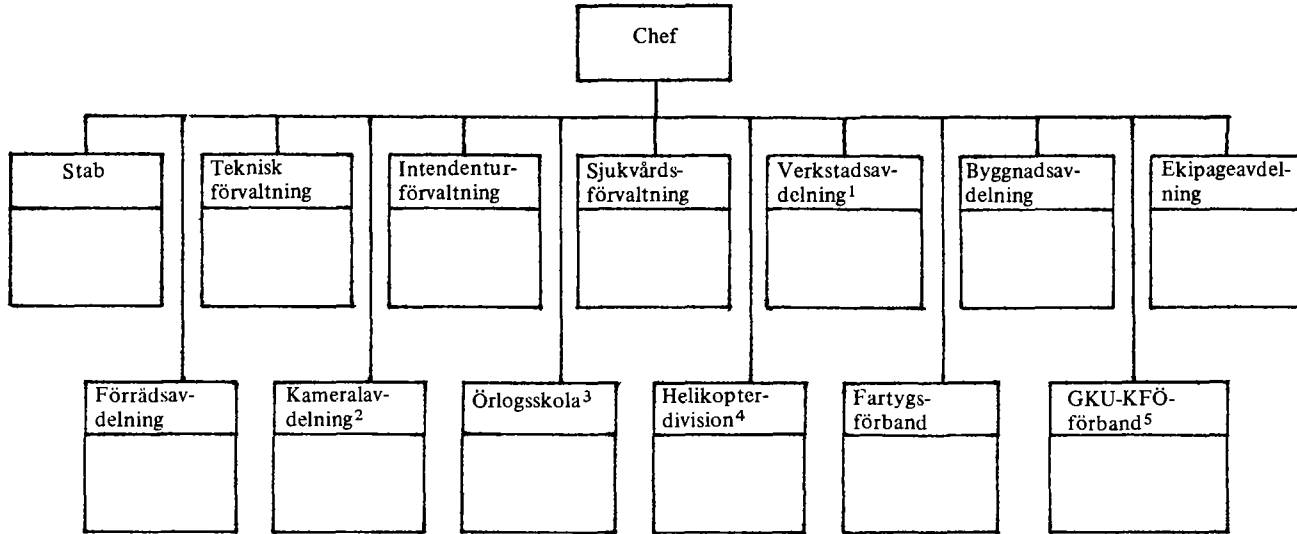 Chef
Stab
Teknisk
förvaltning
Intendentur-
förvaltning
Sjukvårds-
förvaltning
Verkstadsav-
delning¹
Byggnadsav-
delning
Ekipageavdel-
ning
Förrädsav-
delning
Kameralav-
delning²
Örlogsskola³
Helikopter-
division⁴
Fartygs-
förband
GKU-KFÖ-
förband⁵